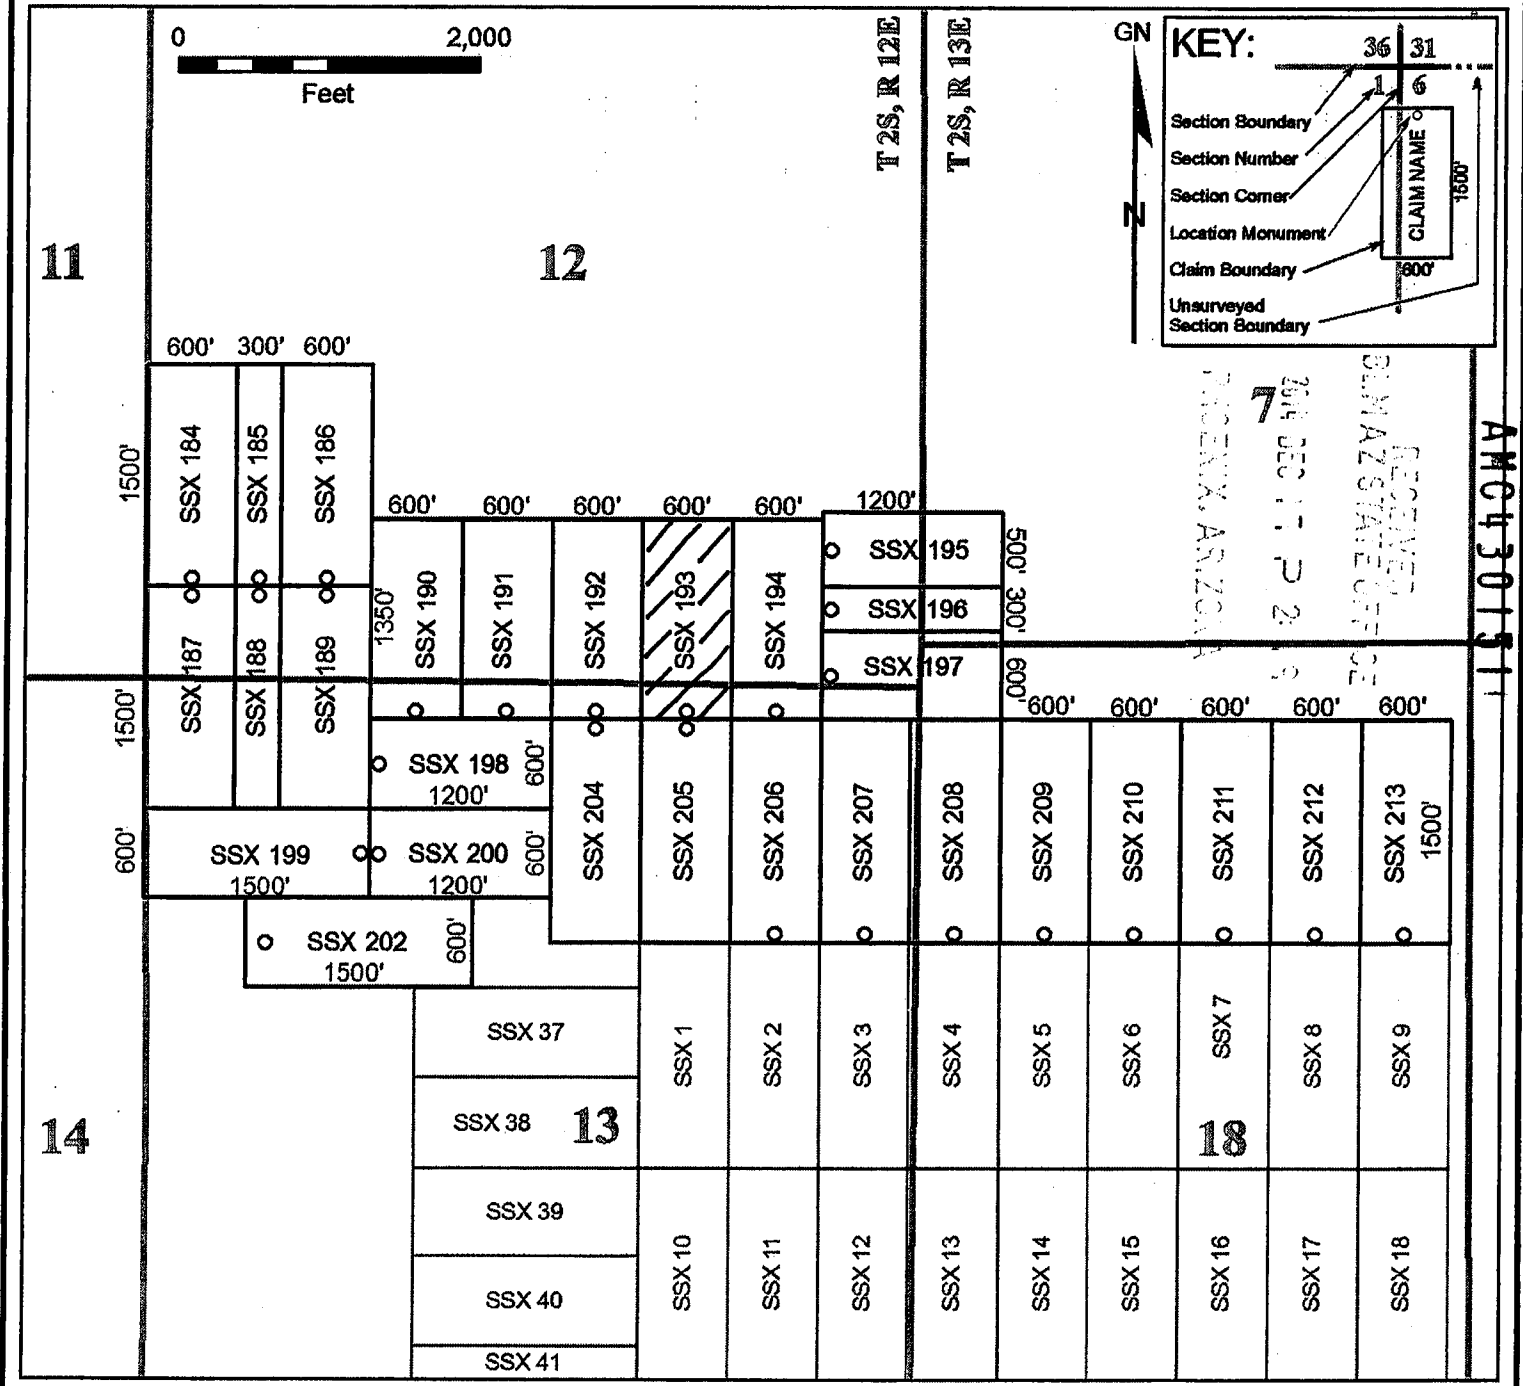 0 2,000
Feet
T 2S, R 12E
T 2S, R 13E
GN
N
KEY:
36 31
1 6
Section Boundary
Section Number
Section Corner
Location Monument
Claim Boundary
Unsurveyed
Section Boundary
CLAIM NAME
1500'
600'
11
12
7
RECEIVED
BLM AZ STATE OFFICE
2014 DEC
PHOENIX, ARIZONA
AMC430151
600' 300' 600'
1500'
SSX 184
SSX 185
SSX 186
600' 600' 600' 600' 600' 1200'
1350'
SSX 190
SSX 191
SSX 192
SSX 193
SSX 194
SSX 195
500'
SSX 196
300'
SSX 197
600'
1500'
SSX 187
SSX 188
SSX 189
600' 600' 600' 600' 600'
SSX 198
1200'
600'
600'
SSX 199
1500'
SSX 200
1200'
600'
SSX 204
SSX 205
SSX 206
SSX 207
SSX 208
SSX 209
SSX 210
SSX 211
SSX 212
SSX 213
1500'
SSX 202
1500'
600'
SSX 37
SSX 1
SSX 2
SSX 3
SSX 4
SSX 5
SSX 6
SSX 7
SSX 8
SSX 9
14
SSX 38
13
18
SSX 39
SSX 40
SSX 41
SSX 10
SSX 11
SSX 12
SSX 13
SSX 14
SSX 15
SSX 16
SSX 17
SSX 18